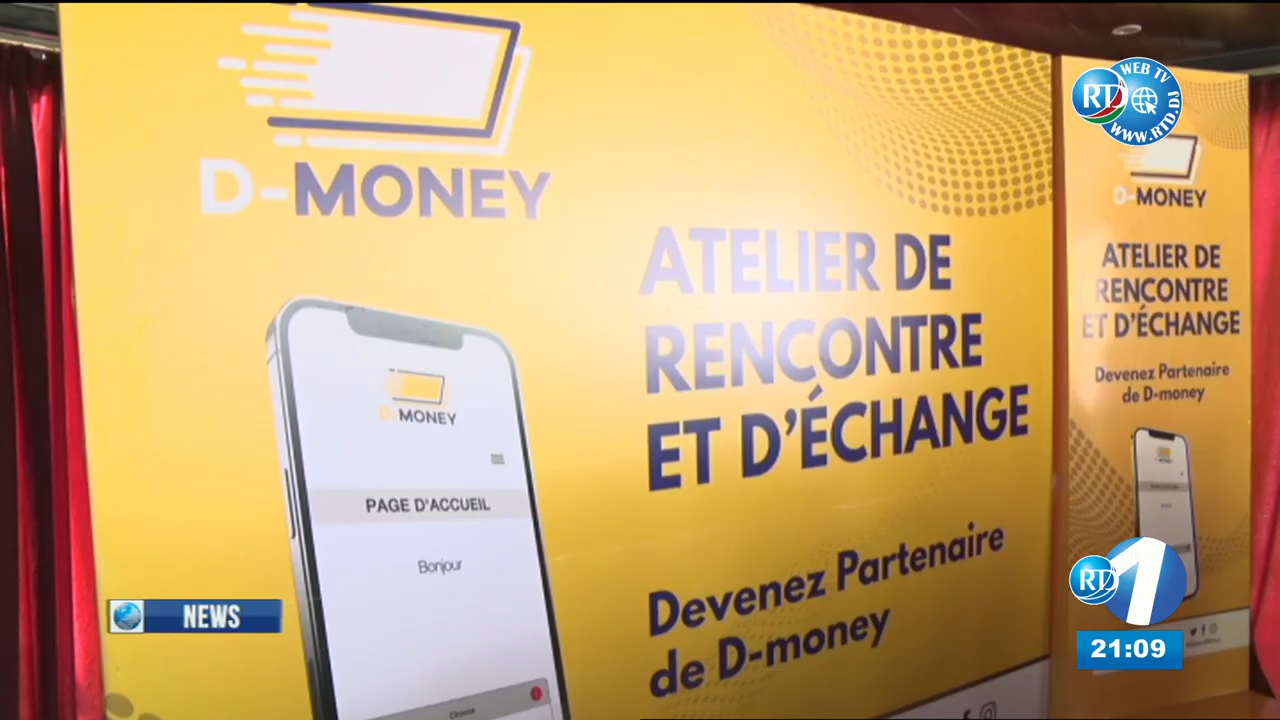 D-MONEY
ATELIER DE
RENCONTRE
ET D'ÉCHANGE
Devenez Partenaire
de D-money
D-MONEY
PAGE D'ACCUEIL
Bonjour
RTD
WEB TV
WWW.RTD.DJ
D-MONEY
ATELIER DE
RENCONTRE
ET D'ÉCHANGE
Devenez Partenaire
de D-money
NEWS
RTD 1
21:09